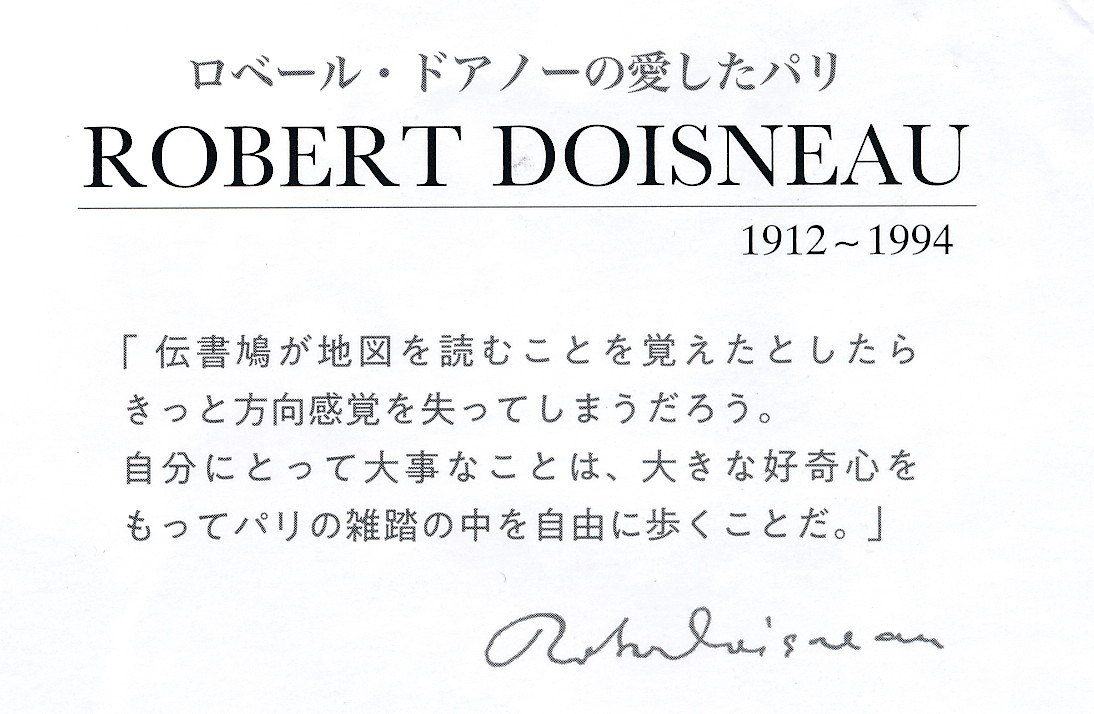 ロベール・ドアノーの愛したパリ
ROBERT DOISNEAU
1912~1994
「伝書鳩が地図を読むことを覚えたとしたら
きっと方向感覚を失ってしまうだろう。
自分にとって大事なことは、大きな好奇心を
もってパリの雑踏の中を自由に歩くことだ。」
Robert Doisneau